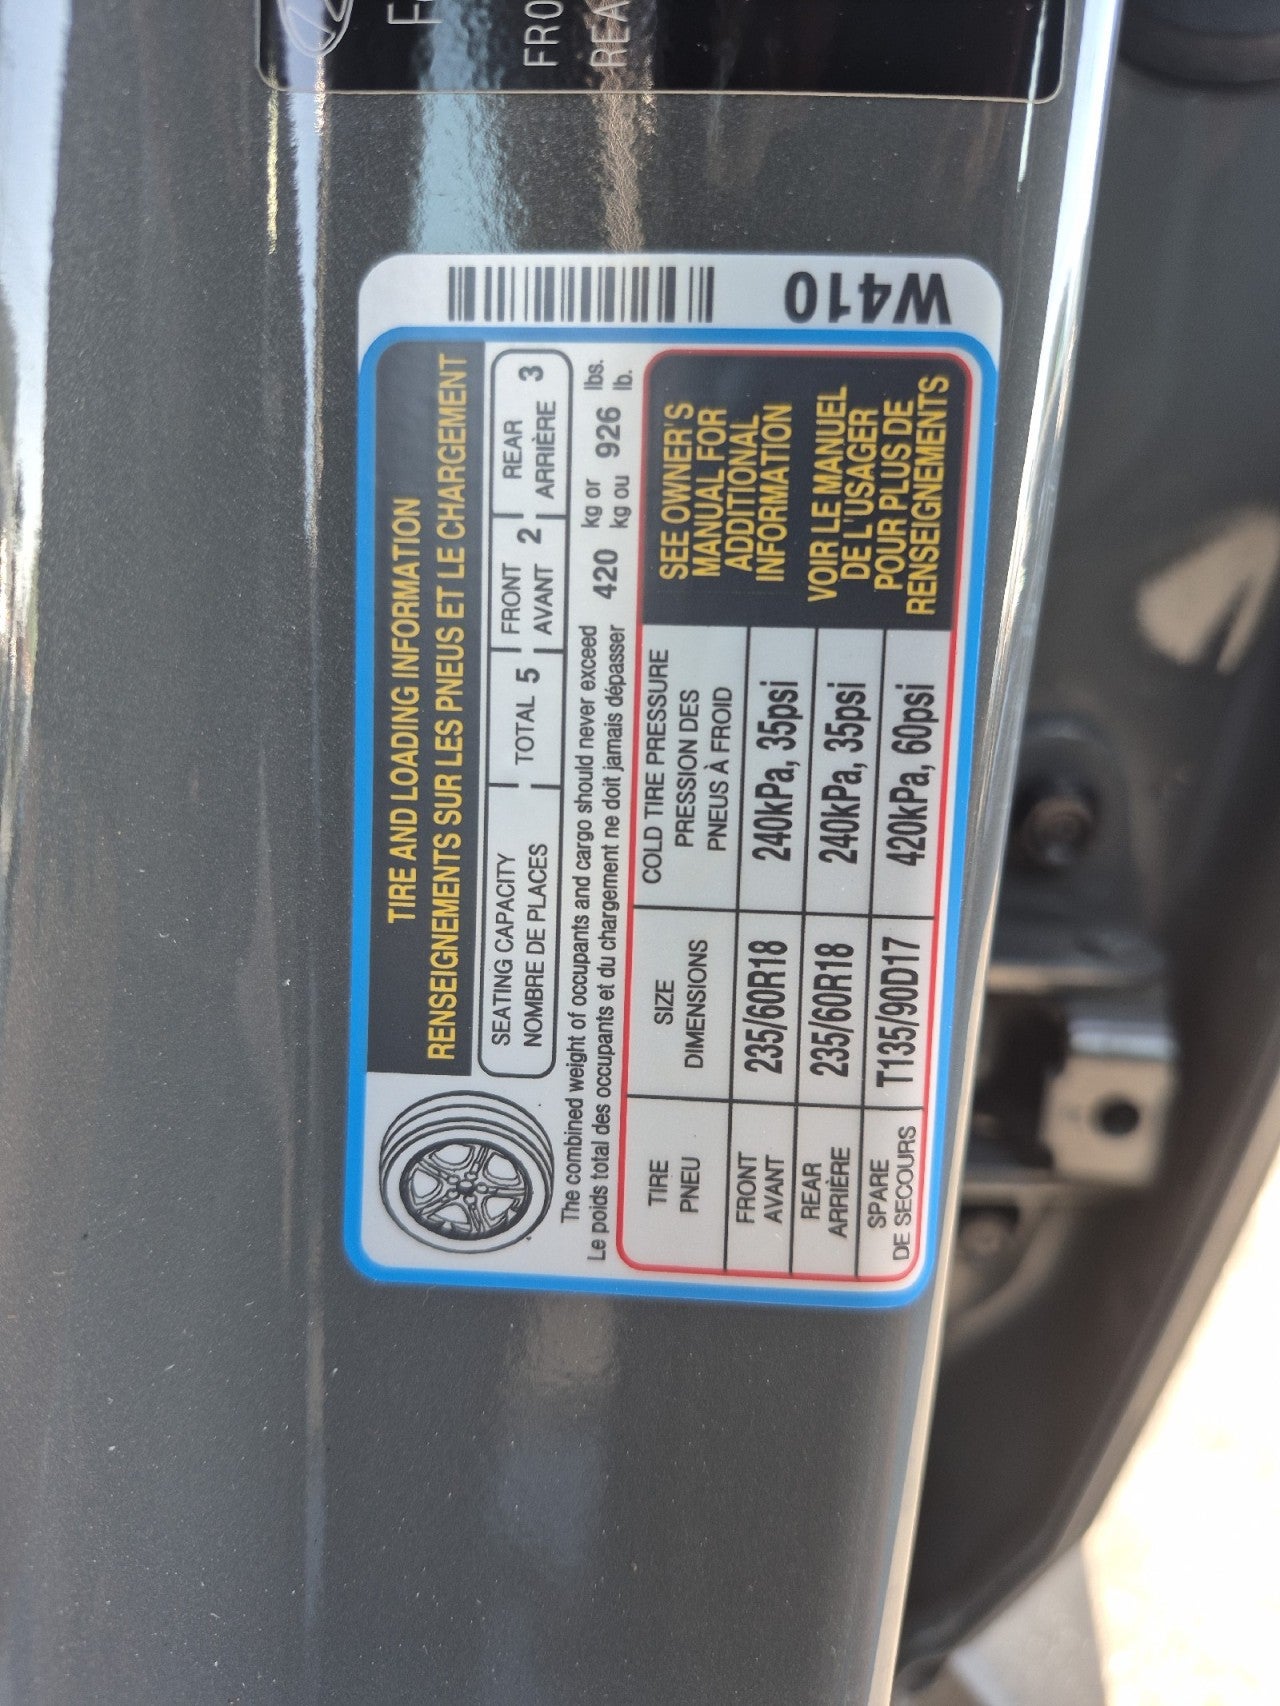 FRO
REA
W410
TIRE AND LOADING INFORMATION
RENSEIGNEMENTS SUR LES PNEUS ET LE CHARGEMENT
SEATING CAPACITY
NOMBRE DE PLACES
TOTAL 5
FRONT
AVANT 2
REAR
ARRIÈRE 3
The combined weight of occupants and cargo should never exceed 420 kg or 926 lbs.
Le poids total des occupants et du chargement ne doit jamais dépasser kg ou lb.
TIRE
PNEU
SIZE
DIMENSIONS
COLD TIRE PRESSURE
PRESSION DES
PNEUS À FROID
FRONT
AVANT
235/60R18
240kPa, 35psi
REAR
ARRIÈRE
235/60R18
240kPa, 35psi
SPARE
DE SECOURS
T135/90D17
420kPa, 60psi
SEE OWNER'S
MANUAL FOR
ADDITIONAL
INFORMATION
VOIR LE MANUEL
DE L'USAGER
POUR PLUS DE
RENSEIGNEMENTS